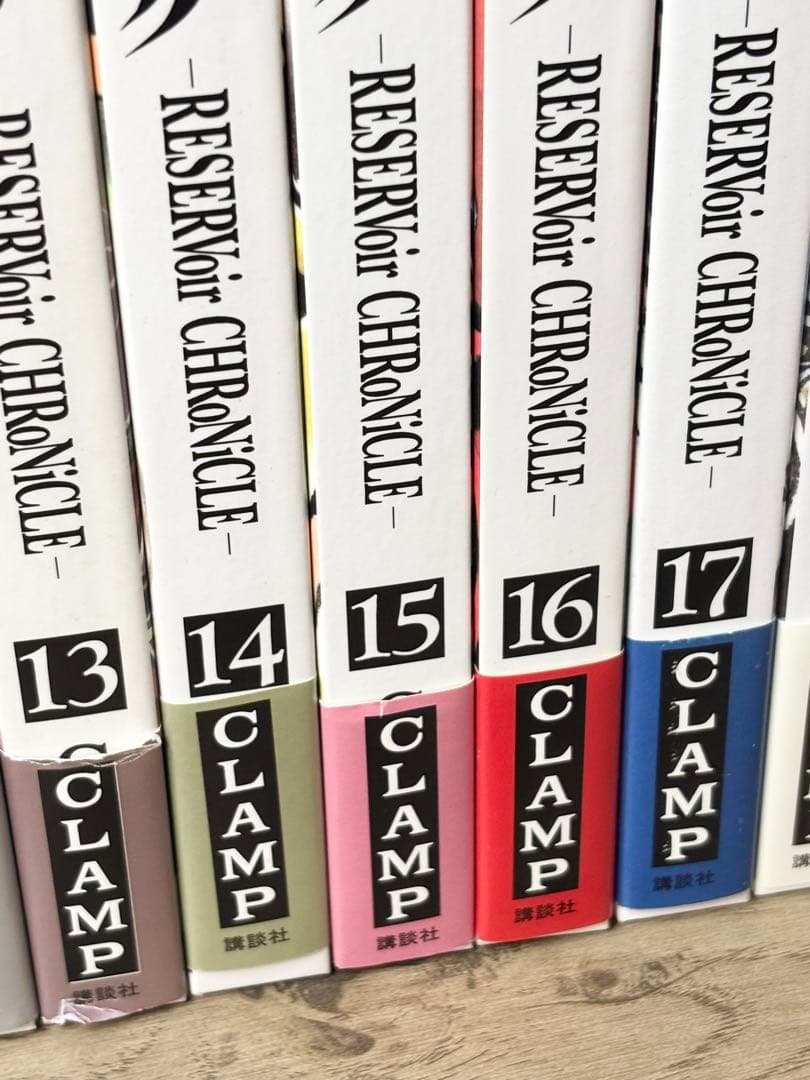 RESERVoir CHRoNiCLE—
13
CLAMP
講談社
—RESERVoir CHRoNiCLE—
14
CLAMP
講談社
—RESERVoir CHRoNiCLE—
15
CLAMP
講談社
—RESERVoir CHRoNiCLE—
16
CLAMP
講談社
—RESERVoir CHRoNiCLE—
17
CLAMP
講談社